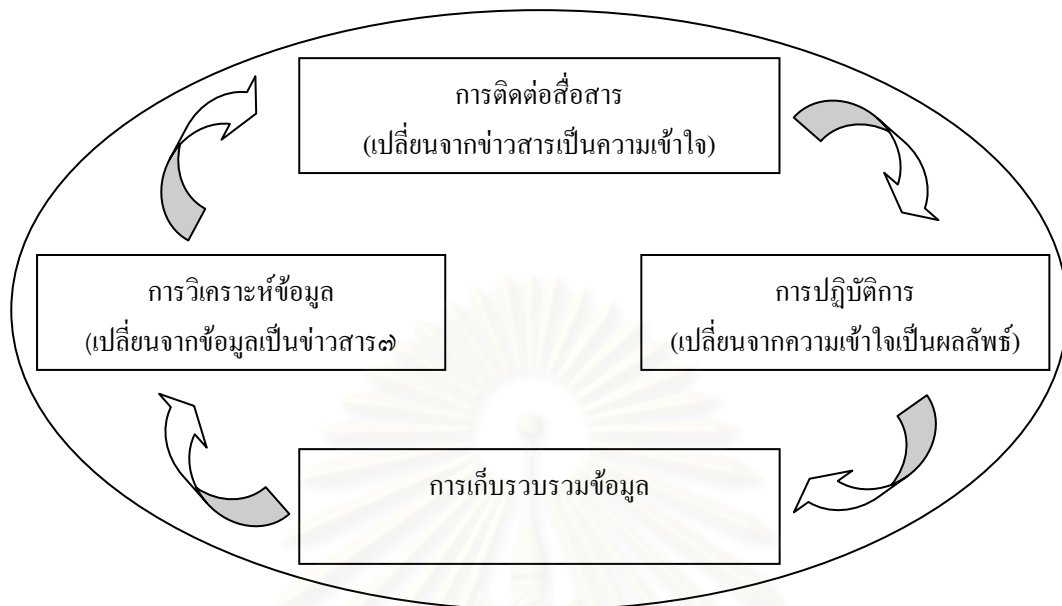 การติดต่อสื่อสาร
(เปลี่ยนจากข่าวสารเป็นความเข้าใจ)
การวิเคราะห์ข้อมูล
(เปลี่ยนจากข้อมูลเป็นข่าวสาร๗
การปฏิบัติการ
(เปลี่ยนจากความเข้าใจเป็นผลลัพธ์)
การเก็บรวบรวมข้อมูล